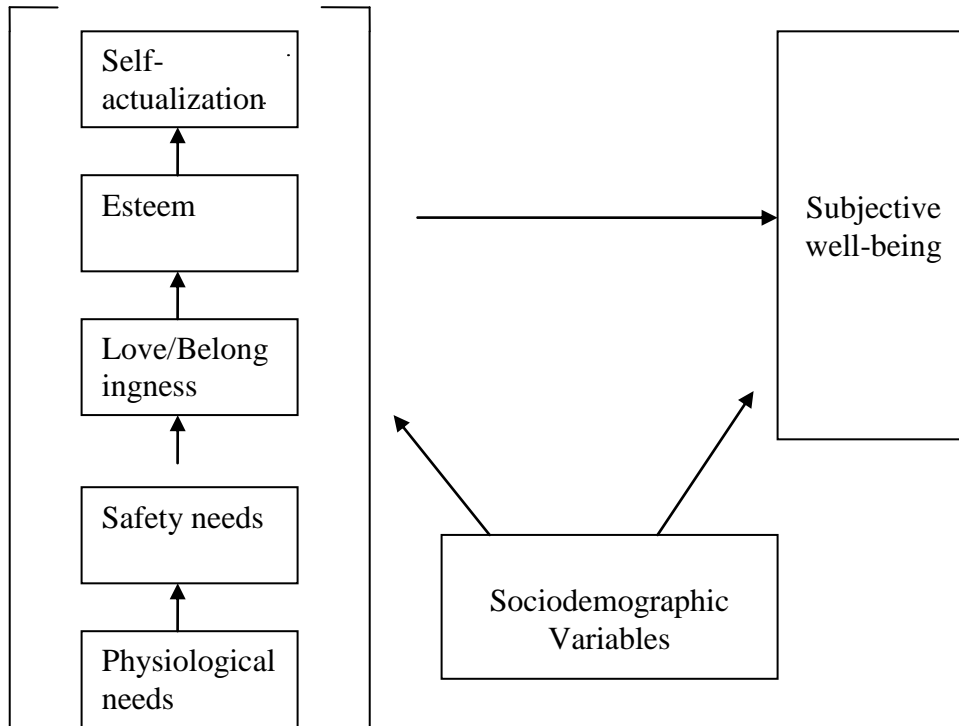 Self-
actualization
Esteem
Love/Belong
ingness
Safety needs
Physiological
needs
Subjective
well-being
Sociodemographic
Variables